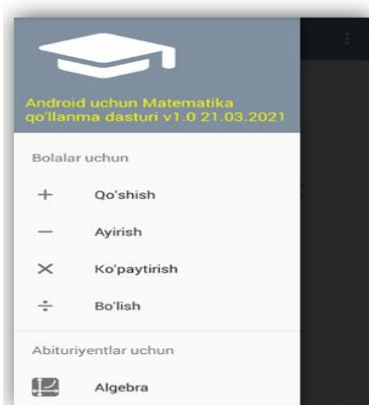 Android uchun Matematika
qo'llanma dasturi v1.0 21.03.2021
Bolalar uchun
Qo'shish
Ayirish
Ko'paytirish
Bo'lish
Abituriyentlar uchun
Algebra